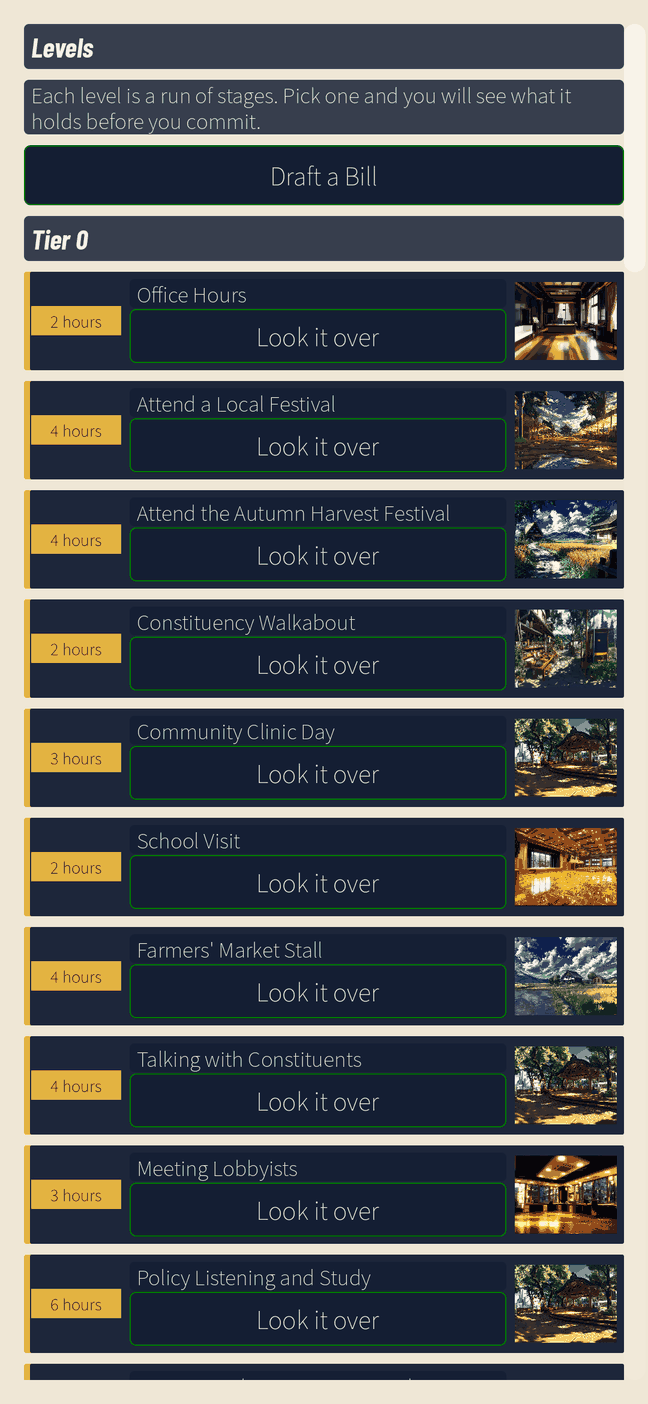 Levels
Each level is a run of stages. Pick one and you will see what it
holds before you commit.
Draft a Bill
Tier 0
Office Hours
2 hours
Look it over
Attend a Local Festival
4 hours
Look it over
Attend the Autumn Harvest Festival
4 hours
Look it over
Constituency Walkabout
2 hours
Look it over
Community Clinic Day
3 hours
Look it over
School Visit
2 hours
Look it over
Farmers' Market Stall
4 hours
Look it over
Talking with Constituents
4 hours
Look it over
Meeting Lobbyists
3 hours
Look it over
Policy Listening and Study
6 hours
Look it over